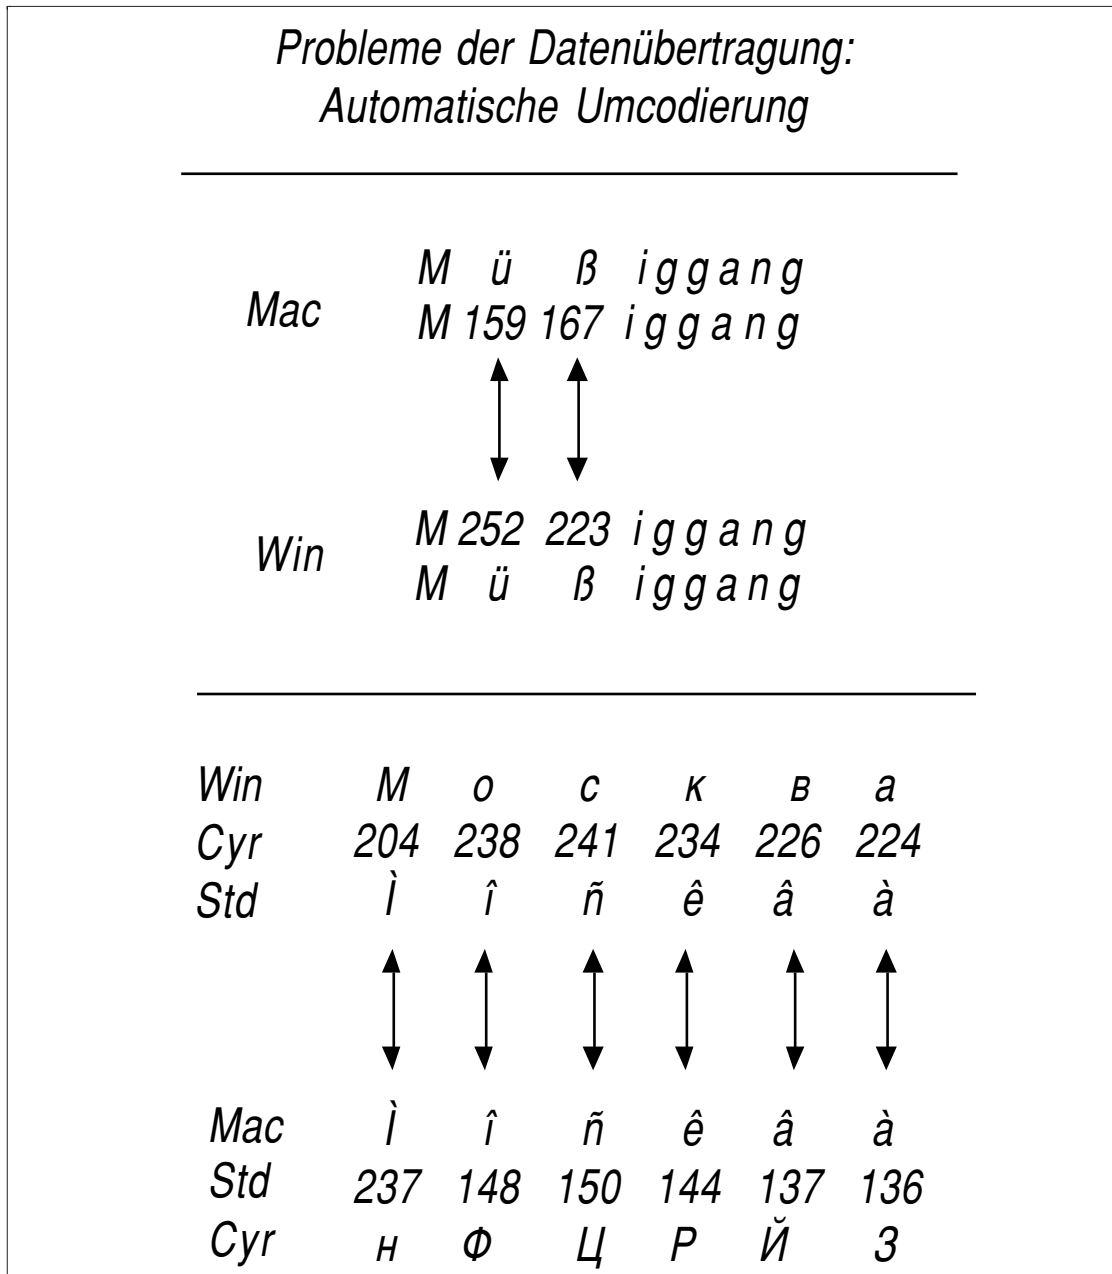 Probleme der Datenübertragung:
Automatische Umcodierung
M ü ß i g g a n g
Mac
M 159 167 i g g a n g
Win
M 252 223 i g g a n g
M ü ß i g g a n g
Win М о с к в а
Cyr 204 238 241 234 226 224
Std Ì î ñ ê â à
Mac Ì î ñ ê â à
Std 237 148 150 144 137 136
Cyr н Ф Ц Р Й З